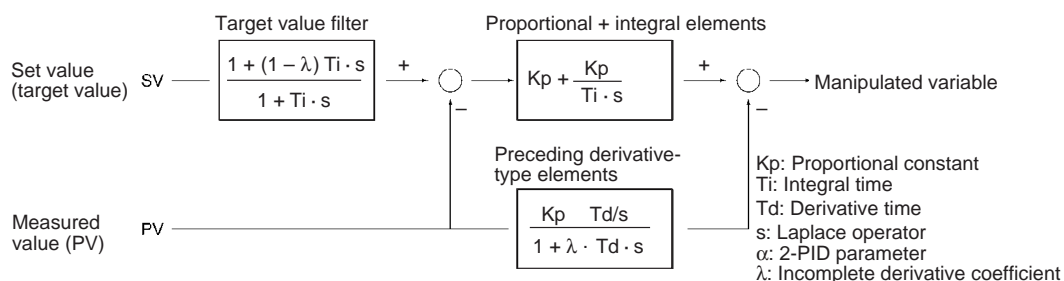 Target value filter
Proportional + integral elements
Set value
(target value)
SV
1 + (1 – λ) Ti · s
1 + Ti · s
+
–
Kp + Kp
Ti · s
+
–
Manipulated variable
Preceding derivative-
type elements
Measured
value (PV)
PV
Kp Td/s
1 + λ · Td · s
Kp: Proportional constant
Ti: Integral time
Td: Derivative time
s: Laplace operator
α: 2-PID parameter
λ: Incomplete derivative coefficient